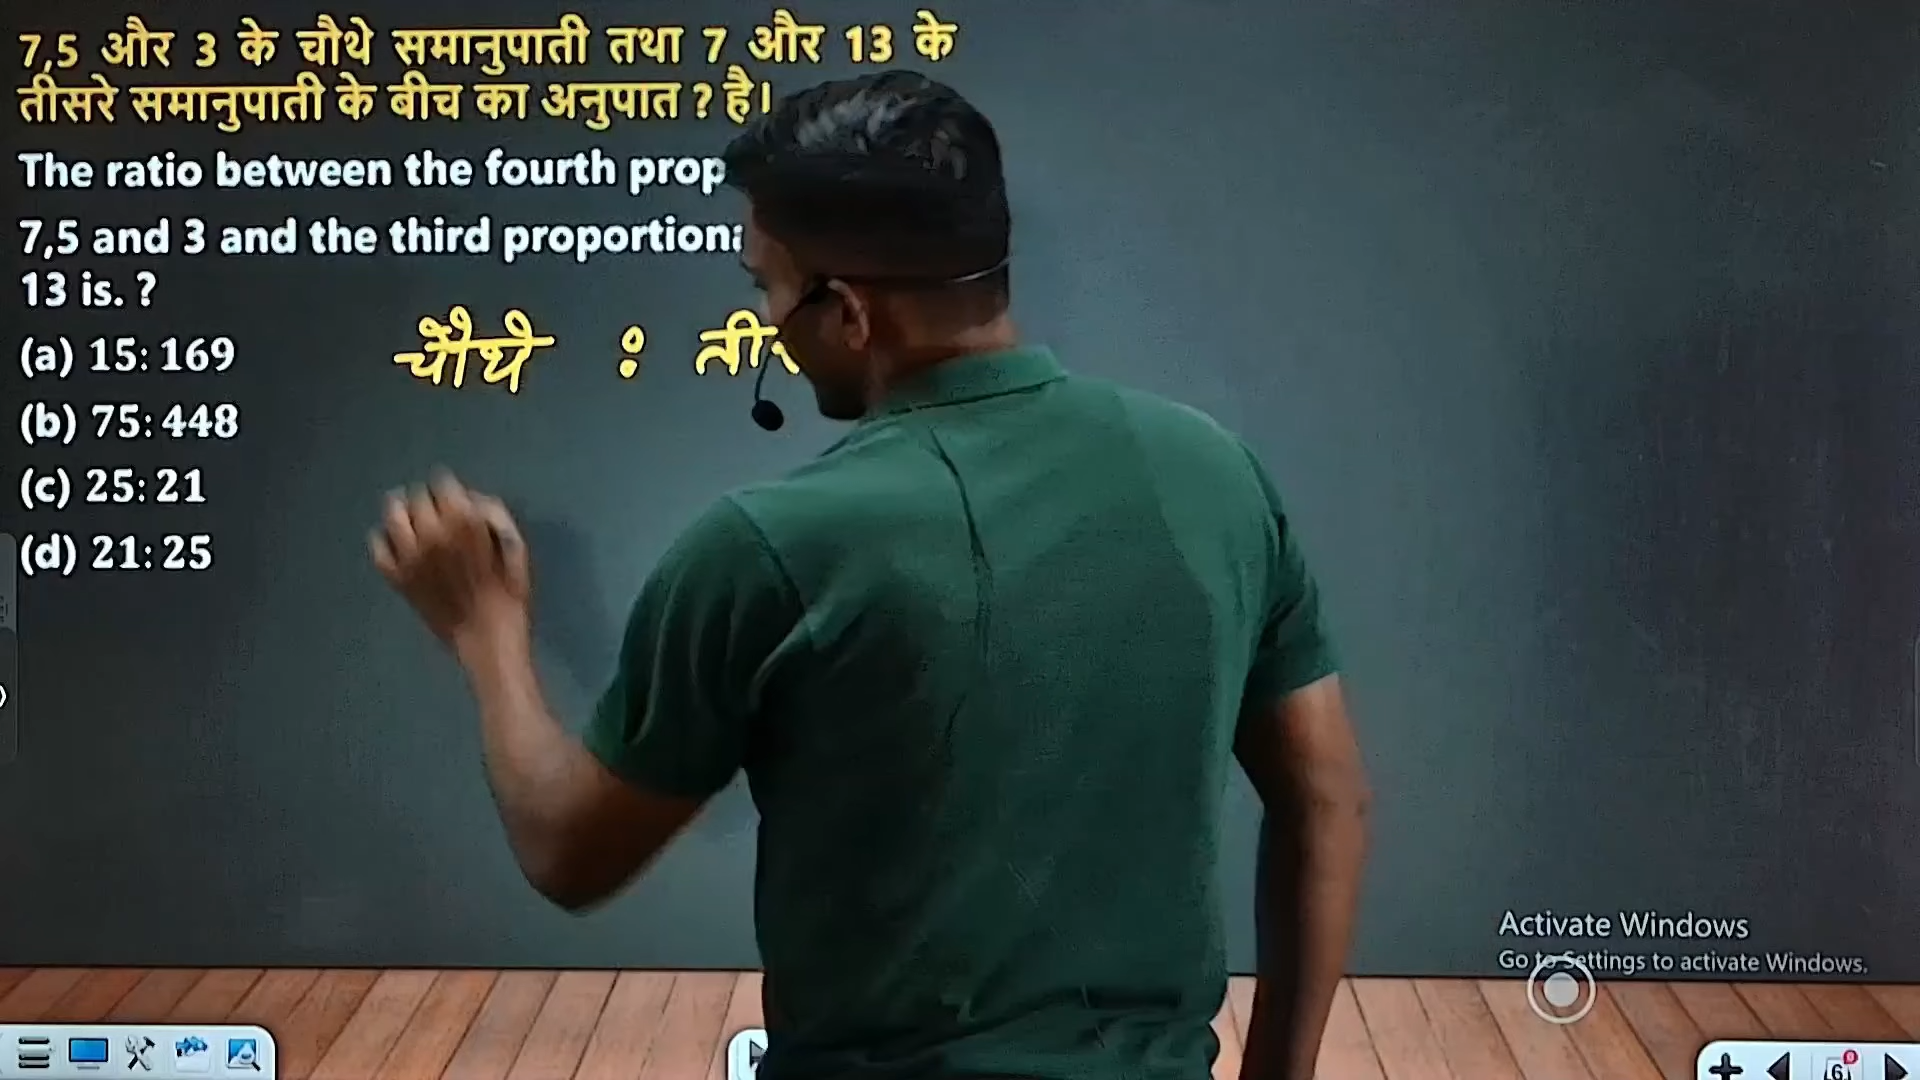 7,5 और 3 के चौथे समानुपाती तथा 7 और 13 के
तीसरे समानुपाती के बीच का अनुपात ? है।
The ratio between the fourth
7,5 and 3 and the third
13 is. ?
(a) 15: 169
(b) 75: 448
(c) 25: 21
(d) 21: 25
चौथे :
Activate Windows
Go to Settings to activate Windows.
6